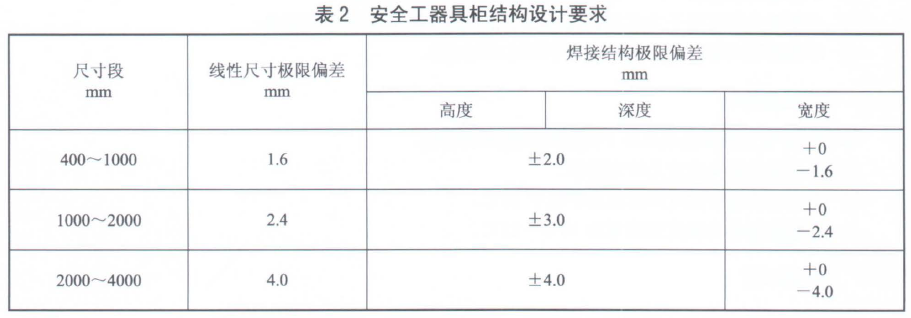 表 2 安全工器具柜结构设计要求
尺寸段
mm
线性尺寸极限偏差
mm
焊接结构极限偏差
mm
高度
深度
宽度
400～1000
1.6
±2.0
+0
−1.6
1000～2000
2.4
±3.0
+0
−2.4
2000～4000
4.0
±4.0
+0
−4.0